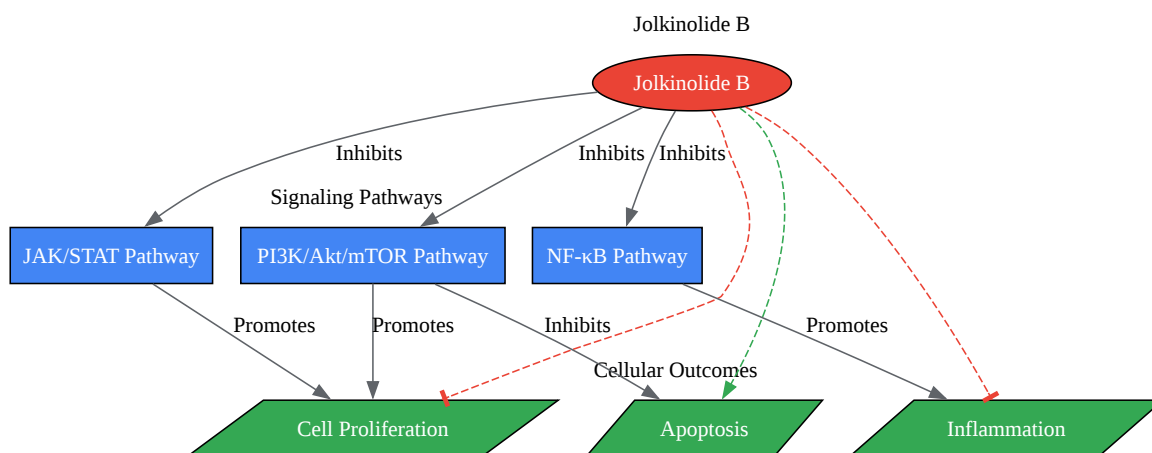 Jolkinolide B
Jolkinolide B
Inhibits
Inhibits
Inhibits
Signaling Pathways
JAK/STAT Pathway
PI3K/Akt/mTOR Pathway
NF-κB Pathway
Promotes
Promotes
Inhibits
Promotes
Cellular Outcomes
Cell Proliferation
Apoptosis
Inflammation